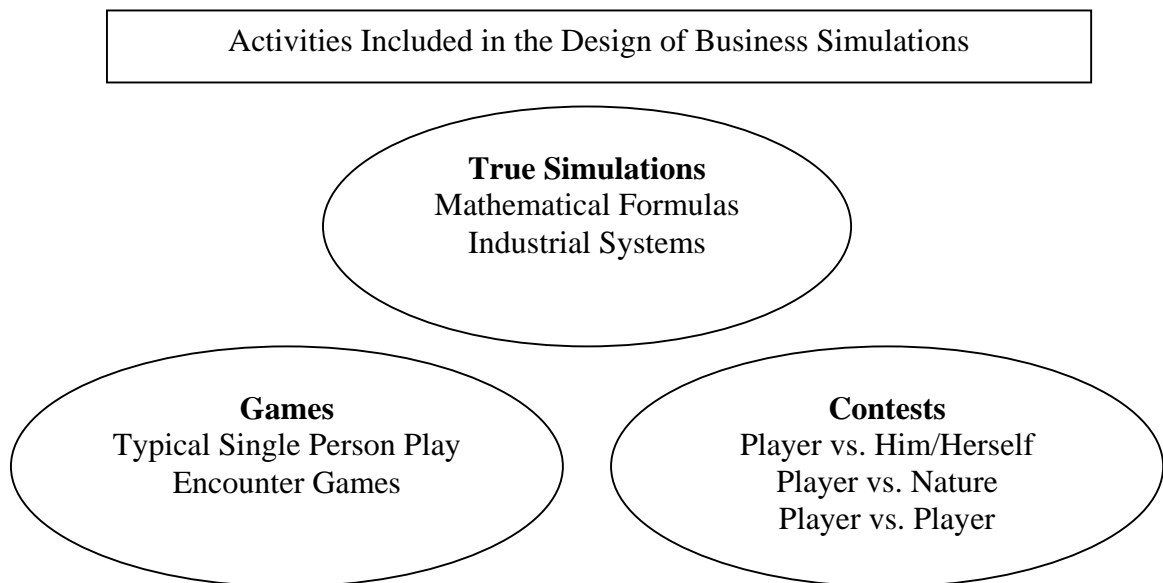 Activities Included in the Design of Business Simulations
True Simulations
Mathematical Formulas
Industrial Systems
Games
Typical Single Person Play
Encounter Games
Contests
Player vs. Him/Herself
Player vs. Nature
Player vs. Player